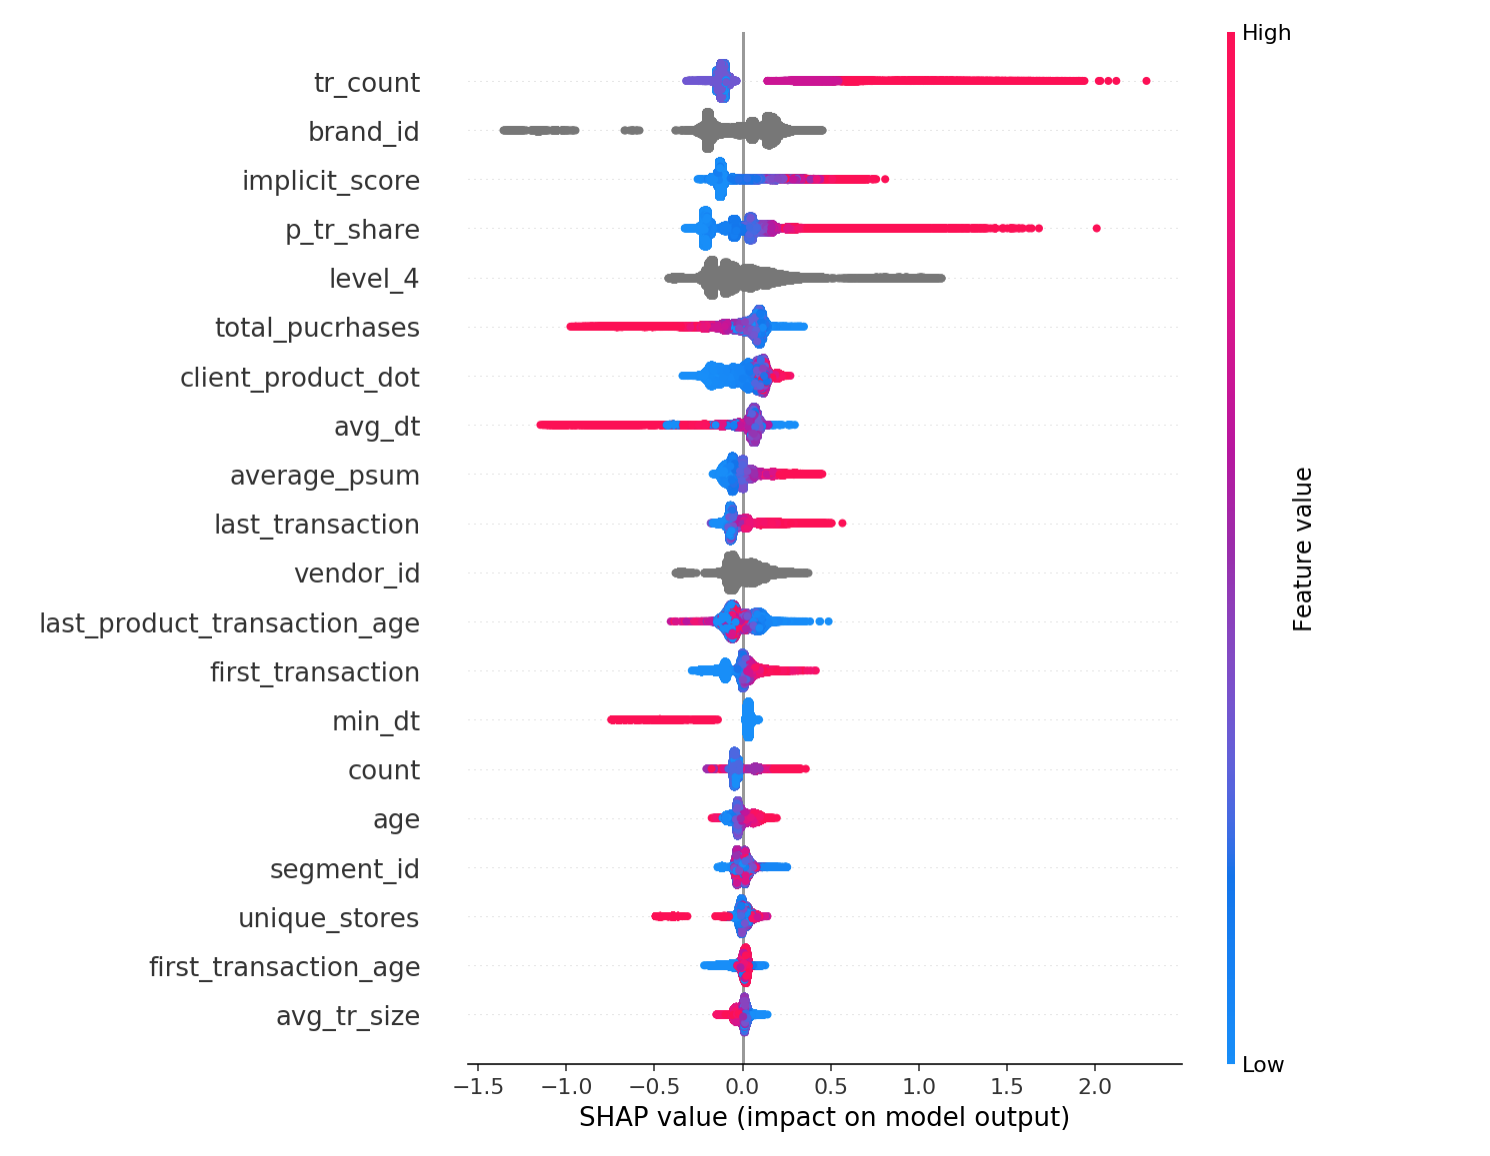 High
tr_count
brand_id
implicit_score
p_tr_share
level_4
total_pucrhases
client_product_dot
avg_dt
average_psum
last_transaction
vendor_id
last_product_transaction_age
first_transaction
min_dt
count
age
segment_id
unique_stores
first_transaction_age
avg_tr_size
Feature value
Low
−1.5 −1.0 −0.5 0.0 0.5 1.0 1.5 2.0
SHAP value (impact on model output)